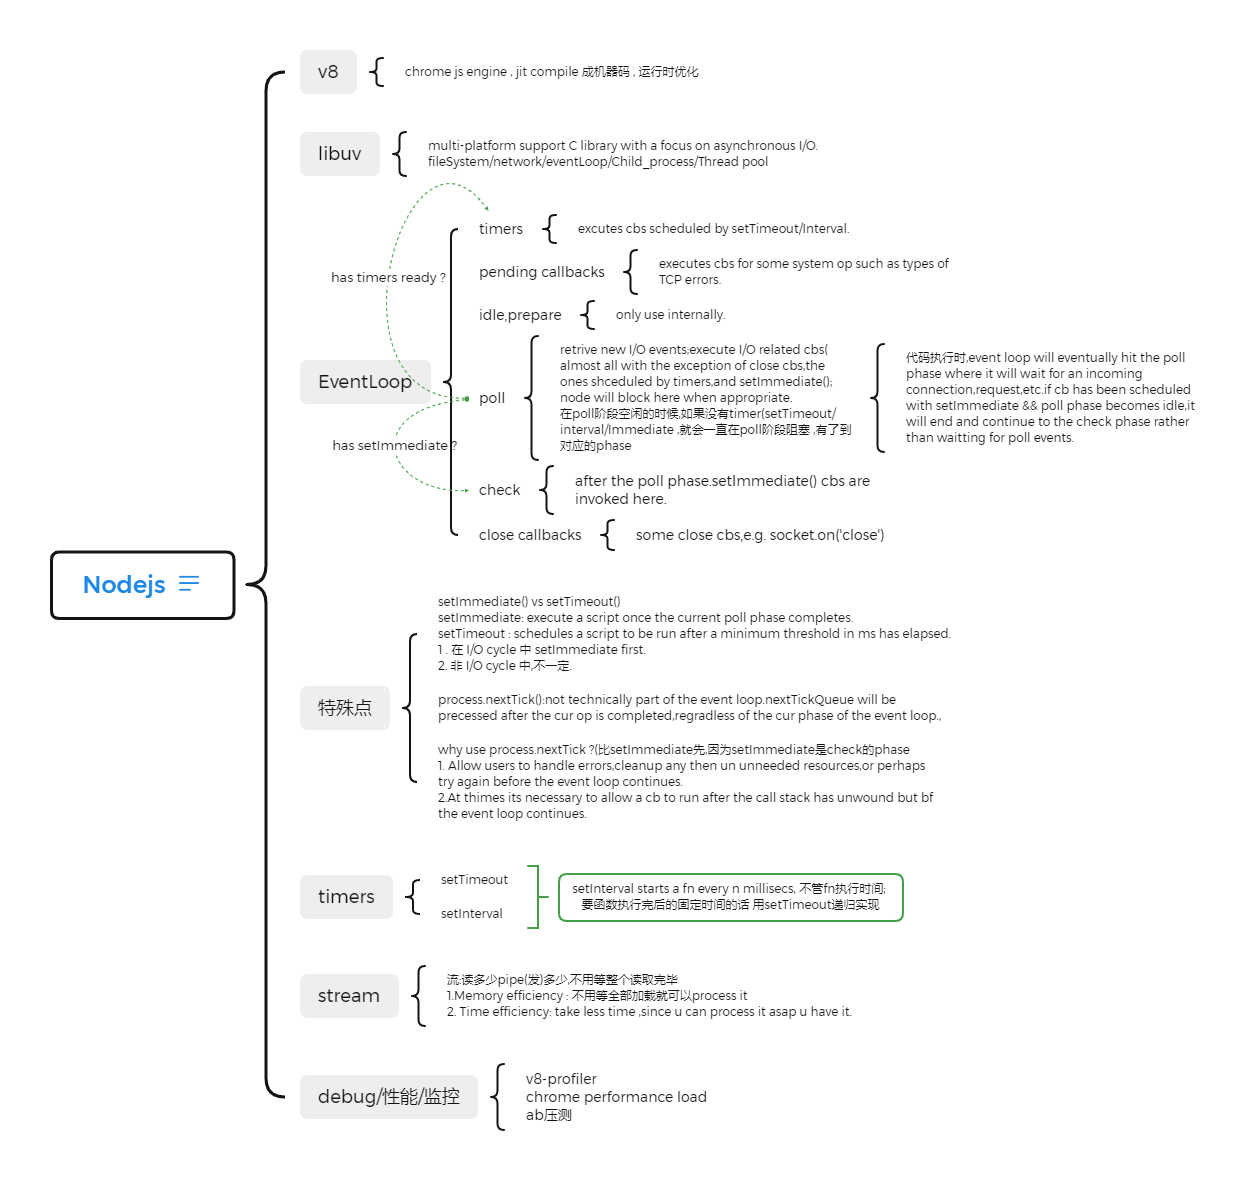 Nodejs
v8
chrome js engine , jit compile 成机器码 , 运行时优化
libuv
multi-platform support C library with a focus on asynchronous I/O.
fileSystem/network/eventLoop/Child_process/Thread pool
EventLoop
has timers ready ?
has setImmediate ?
timers
excutes cbs scheduled by setTimeout/Interval.
pending callbacks
executes cbs for some system op such as types of
TCP errors.
idle,prepare
only use internally.
poll
retrive new I/O events;execute I/O related cbs(
almost all with the exception of close cbs,the
ones shceduled by timers,and setImmediate();
node will block here when appropriate.
在poll阶段空闲的时候,如果没有timer(setTimeout/
interval/Immediate ,就会一直在poll阶段阻塞 ,有了到
对应的phase
代码执行时,event loop will eventually hit the poll
phase where it will wait for an incoming
connection,request,etc.if cb has been scheduled
with setImmediate && poll phase becomes idle,it
will end and continue to the check phase rather
than waitting for poll events.
check
after the poll phase.setImmediate() cbs are
invoked here.
close callbacks
some close cbs,e.g. socket.on('close')
特殊点
setImmediate() vs setTimeout()
setImmediate: execute a script once the current poll phase completes.
setTimeout : schedules a script to be run after a minimum threshold in ms has elapsed.
1 . 在 I/O cycle 中 setImmediate first.
2. 非 I/O cycle 中,不一定.
process.nextTick():not technically part of the event loop.nextTickQueue will be
precessed after the cur op is completed,regradless of the cur phase of the event loop.,
why use process.nextTick ?(比setImmediate先,因为setImmediate是check的phase
1. Allow users to handle errors,cleanup any then un unneeded resources,or perhaps
try again before the event loop continues.
2.At thimes its necessary to allow a cb to run after the call stack has unwound but bf
the event loop continues.
timers
setTimeout
setInterval
setInterval starts a fn every n millisecs, 不管fn执行时间;
要函数执行完后的固定时间的话 用setTimeout递归实现
stream
流:读多少pipe(发)多少,不用等整个读取完毕
1.Memory efficiency : 不用等全部加载就可以process it
2. Time efficiency: take less time ,since u can process it asap u have it.
debug/性能/监控
v8-profiler
chrome performance load
ab压测